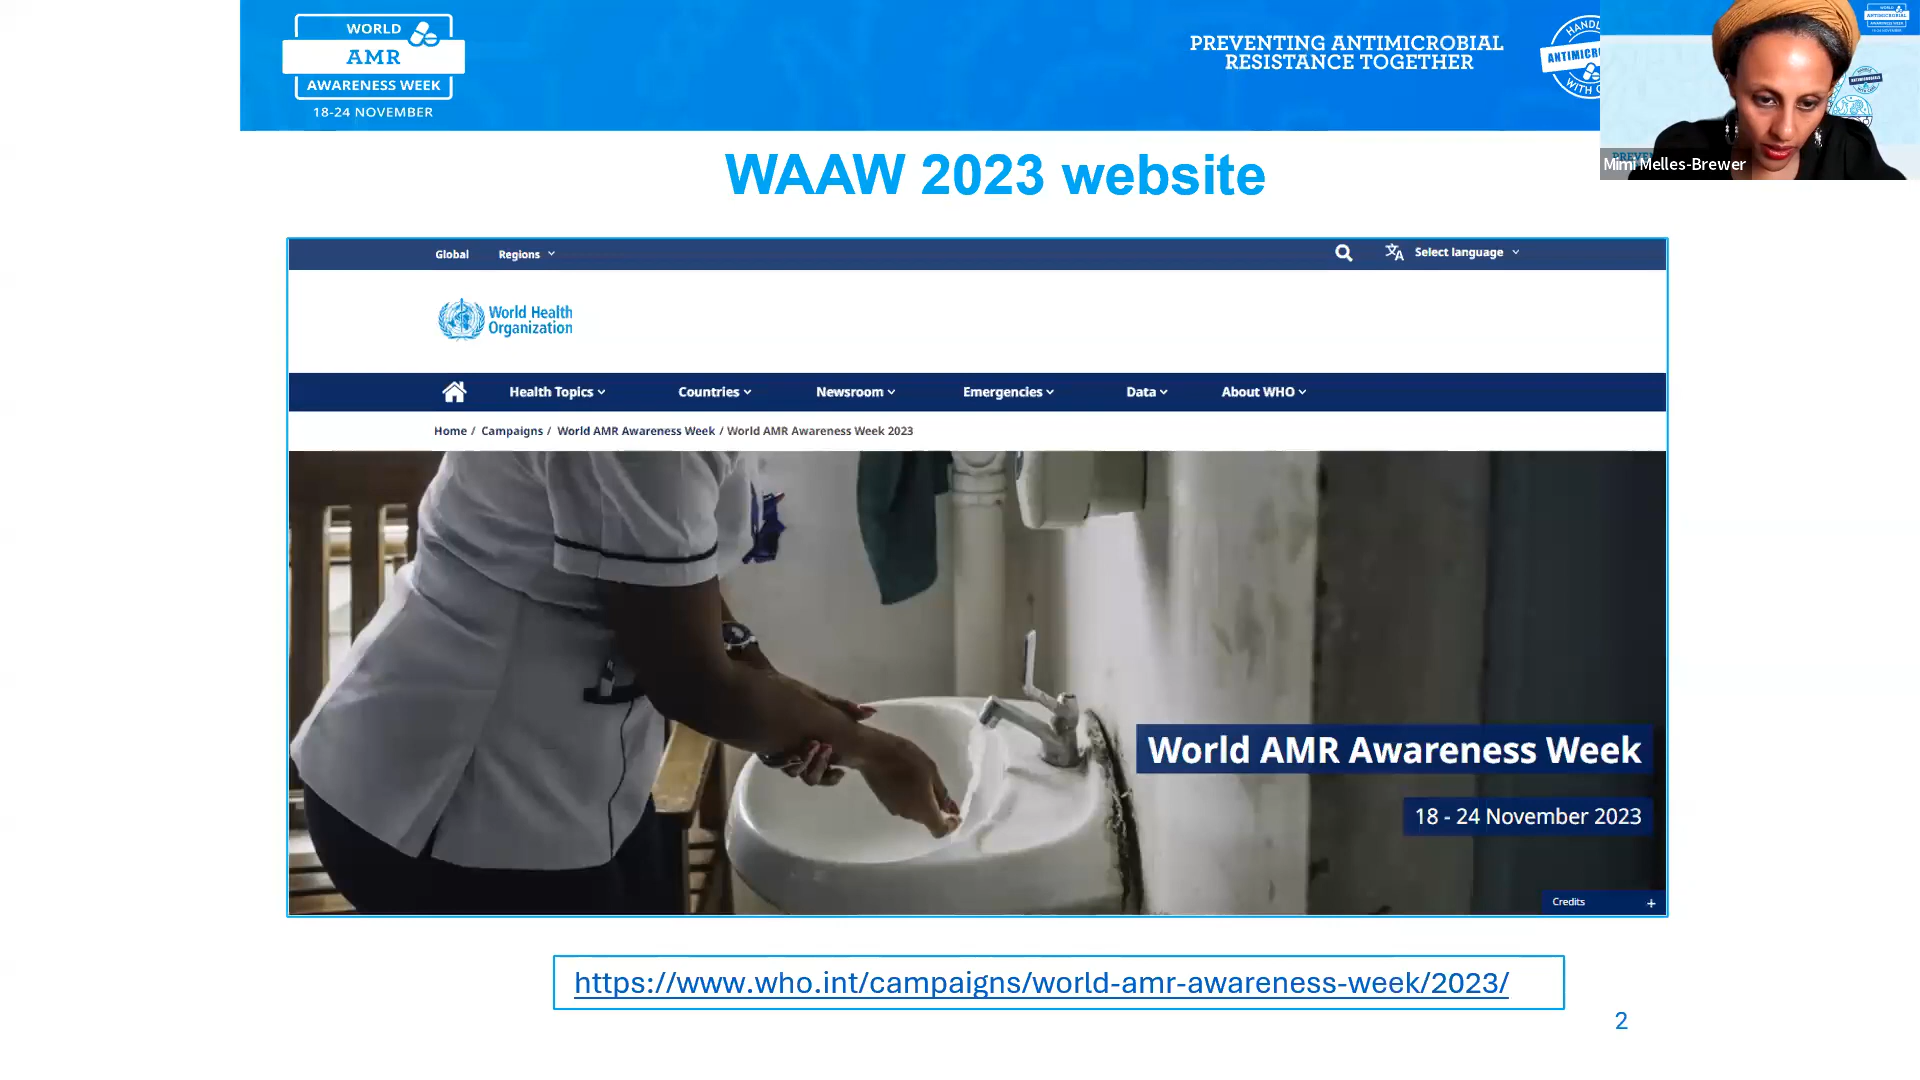 WORLD
AMR
AWARENESS WEEK
18-24 NOVEMBER
PREVENTING ANTIMICROBIAL
RESISTANCE TOGETHER
Mimi Melles-Brewer
WAAW 2023 website
Global Regions Select language
World Health
Organization
Health Topics Countries Newsroom Emergencies Data About WHO
Home / Campaigns / World AMR Awareness Week / World AMR Awareness Week 2023
World AMR Awareness Week
18 - 24 November 2023
Credits +
https://www.who.int/campaigns/world-amr-awareness-week/2023/
2